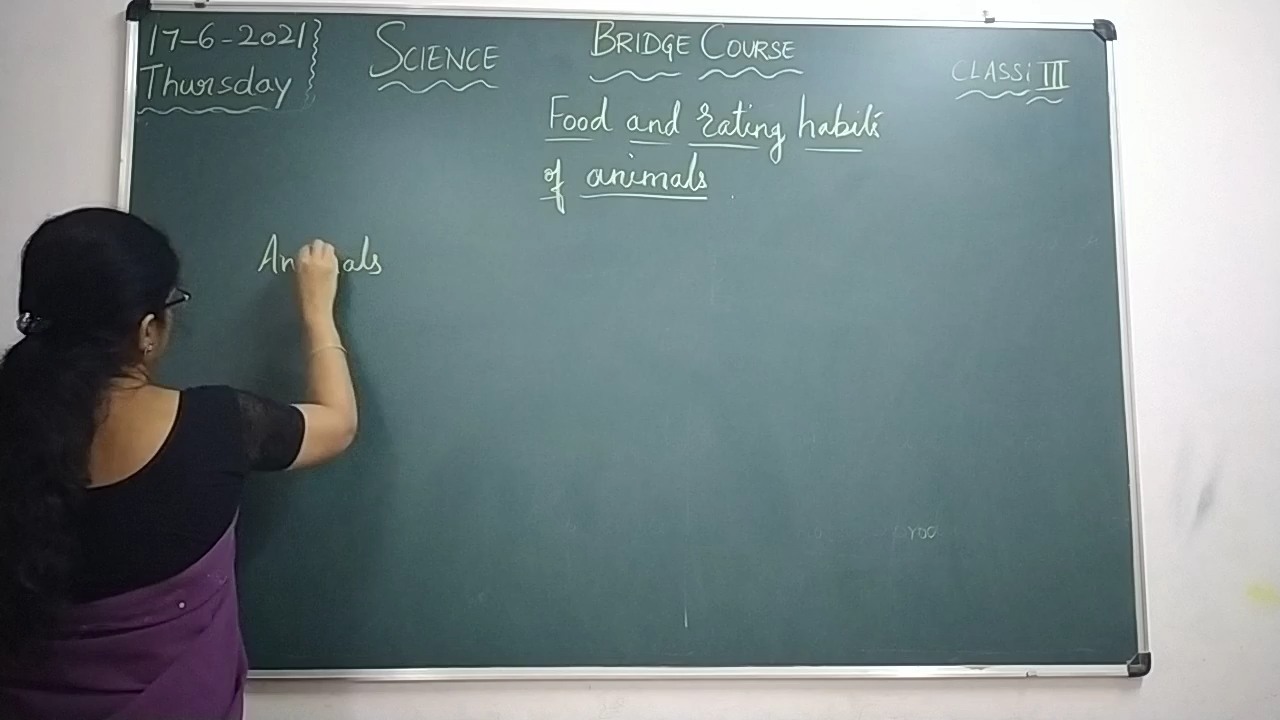 17-6-2021
Thursday
SCIENCE
BRIDGE COURSE
CLASS: III
Food and Eating habits
of animals
Animals